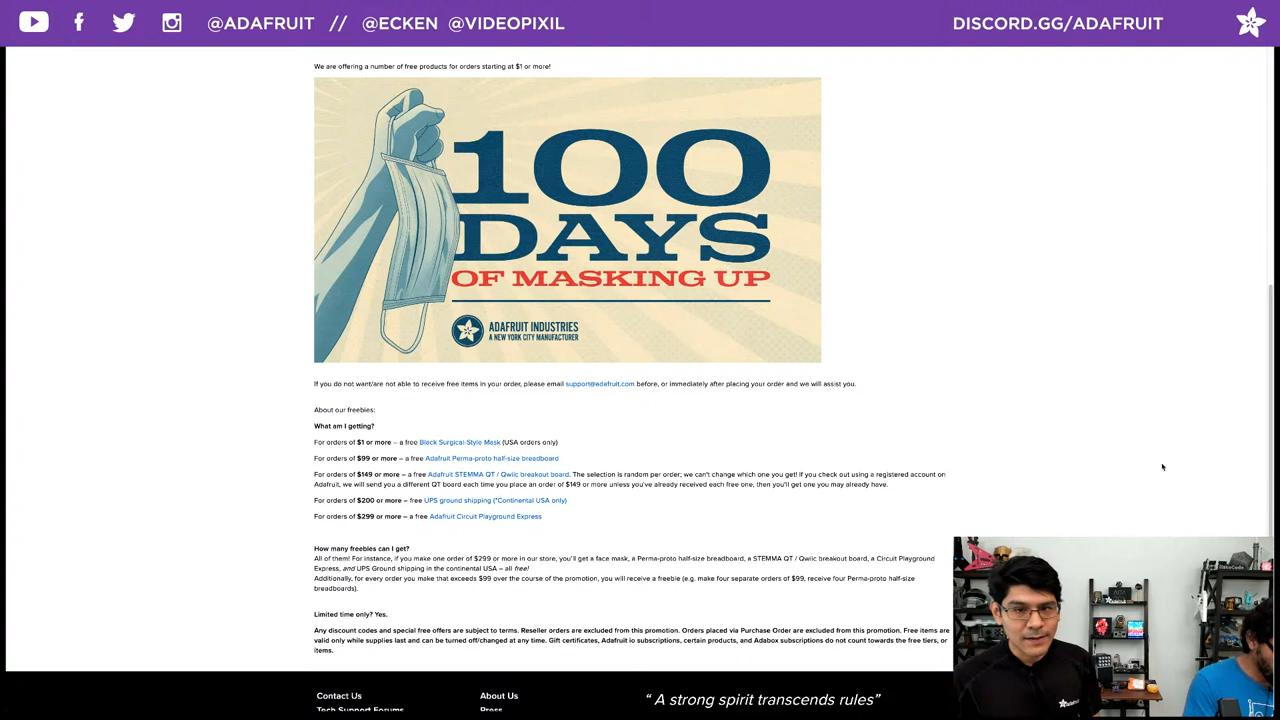 @ADAFRUIT // @ECKEN @VIDEOPIXIL
DISCORD.GG/ADAFRUIT
We are offering a number of free products for orders starting at $1 or more!
100
DAYS
OF MASKING UP
ADAFRUIT INDUSTRIES
A NEW YORK CITY MANUFACTURER
If you do not want/are not able to receive free items in your order, please email support@adafruit.com before, or immediately after placing your order and we will assist you.
About our freebies:
What am I getting?
For orders of $1 or more – a free Black Surgical-Style Mask (USA orders only)
For orders of $99 or more – a free Adafruit Perma-proto half-size breadboard
For orders of $149 or more – a free Adafruit STEMMA QT / Qwiic breakout board. The selection is random per order; we can't change which one you get! If you check out using a registered account on
Adafruit, we will send you a different QT board each time you place an order of $149 or more unless you've already received each free one, then you'll get one you may already have.
For orders of $200 or more – free UPS ground shipping (*Continental USA only)
For orders of $299 or more – a free Adafruit Circuit Playground Express
How many freebies can I get?
All of them! For instance, if you make one order of $299 or more in our store, you'll get a face mask, a Perma-proto half-size breadboard, a STEMMA QT / Qwiic breakout board, a Circuit Playground
Express, and UPS Ground shipping in the continental USA – all free!
Additionally, for every order you make that exceeds $99 over the course of the promotion, you will receive a freebie (e.g. make four separate orders of $99, receive four Perma-proto half-size
breadboards).
Limited time only? Yes.
Any discount codes and special free offers are subject to terms. Reseller orders are excluded from this promotion. Orders placed via Purchase Order are excluded from this promotion. Free items are
valid only while supplies last and can be turned off/changed at any time. Gift certificates, Adafruit.io subscriptions, certain products, and Adabox subscriptions do not count towards the free tiers, or
items.
Contact Us
About Us
“ A strong spirit transcends rules”
Tech Support Forums
Press
adafruit